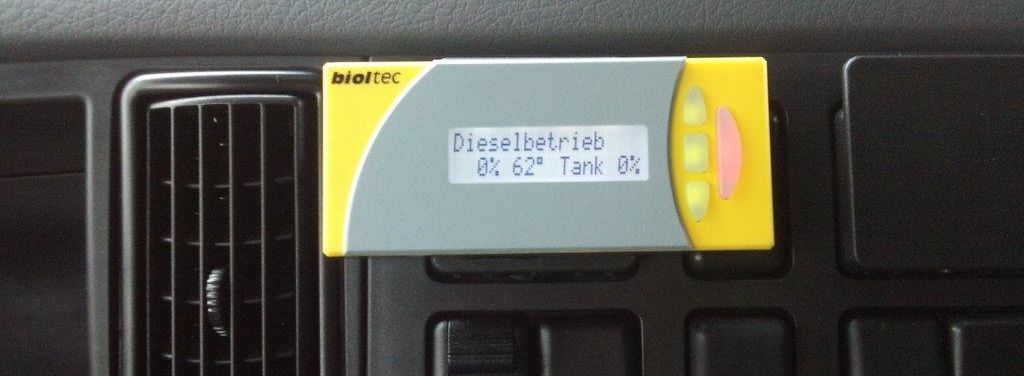 bioltec
Dieselbetrieb
0% 62° Tank 0%